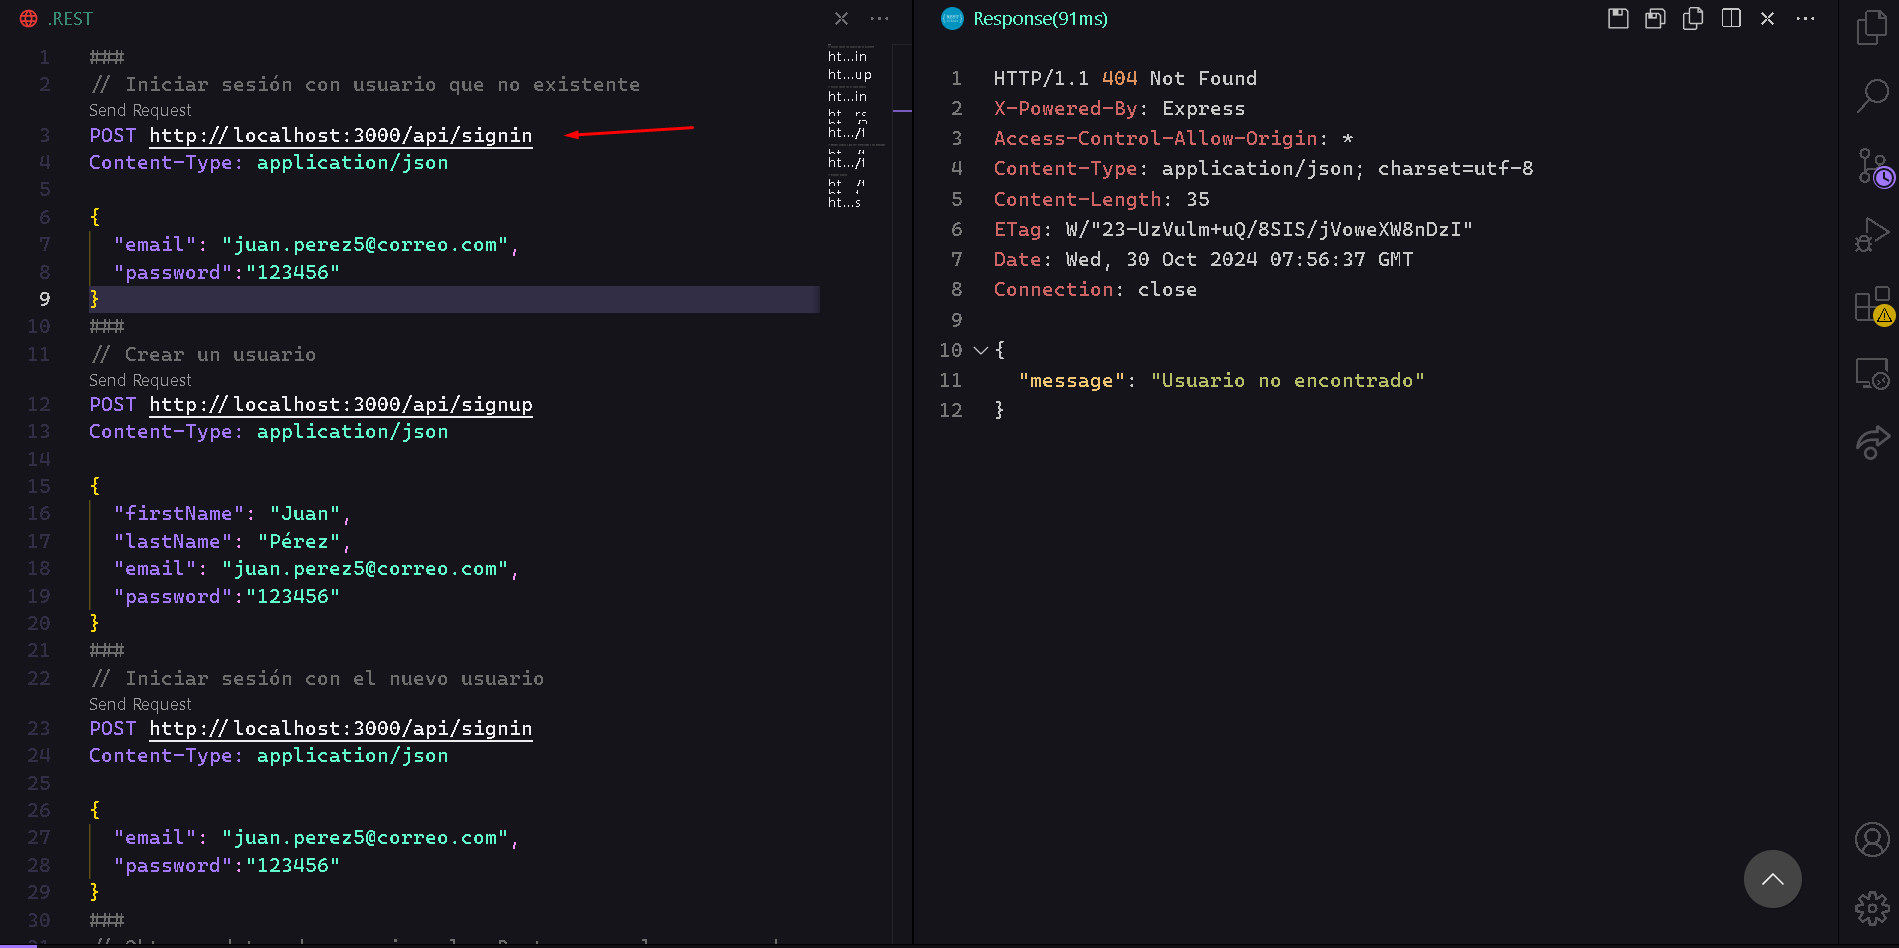 .REST
1 ###
2 // Iniciar sesión con usuario que no existente
Send Request
3 POST http://localhost:3000/api/signin
4 Content-Type: application/json
5
6 {
7 "email": "juan.perez5@correo.com",
8 "password":"123456"
9 }
10 ###
11 // Crear un usuario
Send Request
12 POST http://localhost:3000/api/signup
13 Content-Type: application/json
14
15 {
16 "firstName": "Juan",
17 "lastName": "Pérez",
18 "email": "juan.perez5@correo.com",
19 "password":"123456"
20 }
21 ###
22 // Iniciar sesión con el nuevo usuario
Send Request
23 POST http://localhost:3000/api/signin
24 Content-Type: application/json
25
26 {
27 "email": "juan.perez5@correo.com",
28 "password":"123456"
29 }
30 ###
ht...in
ht...up
ht...in
ht...s
Response(91ms)
1 HTTP/1.1 404 Not Found
2 X-Powered-By: Express
3 Access-Control-Allow-Origin: *
4 Content-Type: application/json; charset=utf-8
5 Content-Length: 35
6 ETag: W/"23-UzVulm+uQ/8SIS/jVoweXW8nDzI"
7 Date: Wed, 30 Oct 2024 07:56:37 GMT
8 Connection: close
9
10 {
11 "message": "Usuario no encontrado"
12 }